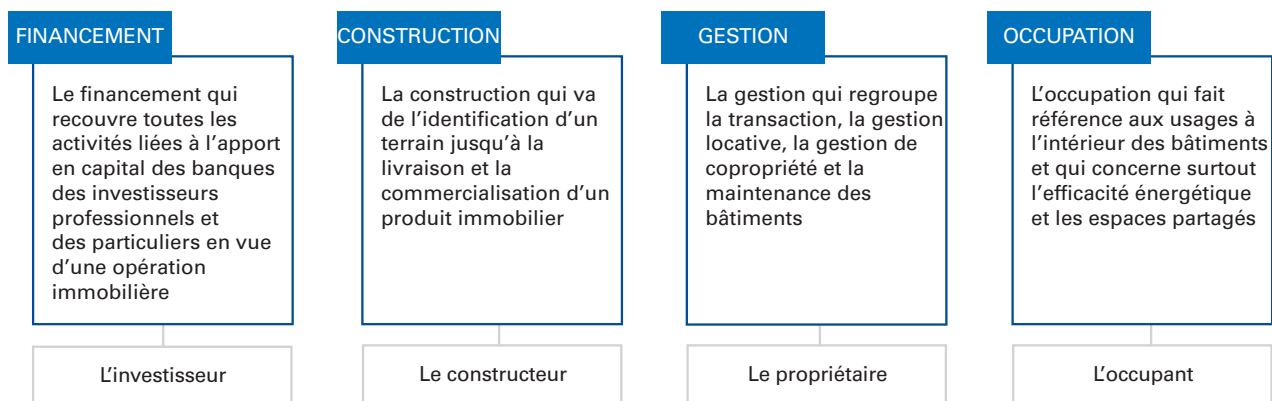 FINANCEMENT
Le financement qui
recouvre toutes les
activités liées à l’apport
en capital des banques
des investisseurs
professionnels et
des particuliers en vue
d’une opération
immobilière
L’investisseur
CONSTRUCTION
La construction qui va
de l’identification d’un
terrain jusqu’à la
livraison et la
commercialisation d’un
produit immobilier
Le constructeur
GESTION
La gestion qui regroupe
la transaction, la gestion
locative, la gestion de
copropriété et la
maintenance des
bâtiments
Le propriétaire
OCCUPATION
L’occupation qui fait
référence aux usages à
l’intérieur des bâtiments
et qui concerne surtout
l’efficacité énergétique
et les espaces partagés
L’occupant